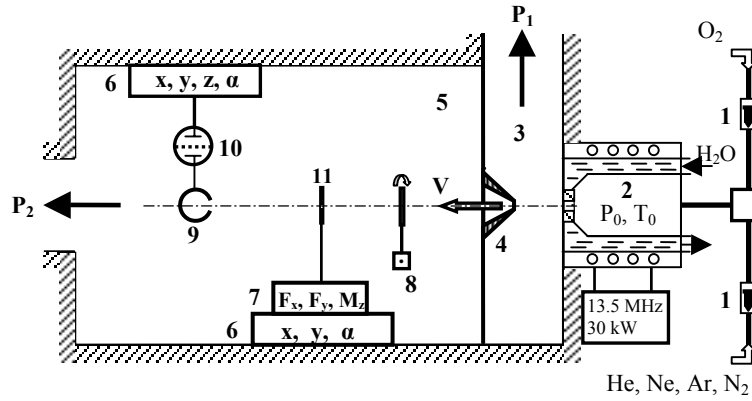 P₁
O₂
6
x, y, z, α
5
3
1
10
H₂O
2
P₀, T₀
V
11
P₂
9
8
4
7
Fₓ, Fᵧ, M_z
6
x, y, α
13.5 MHz
30 kW
1
He, Ne, Ar, N₂